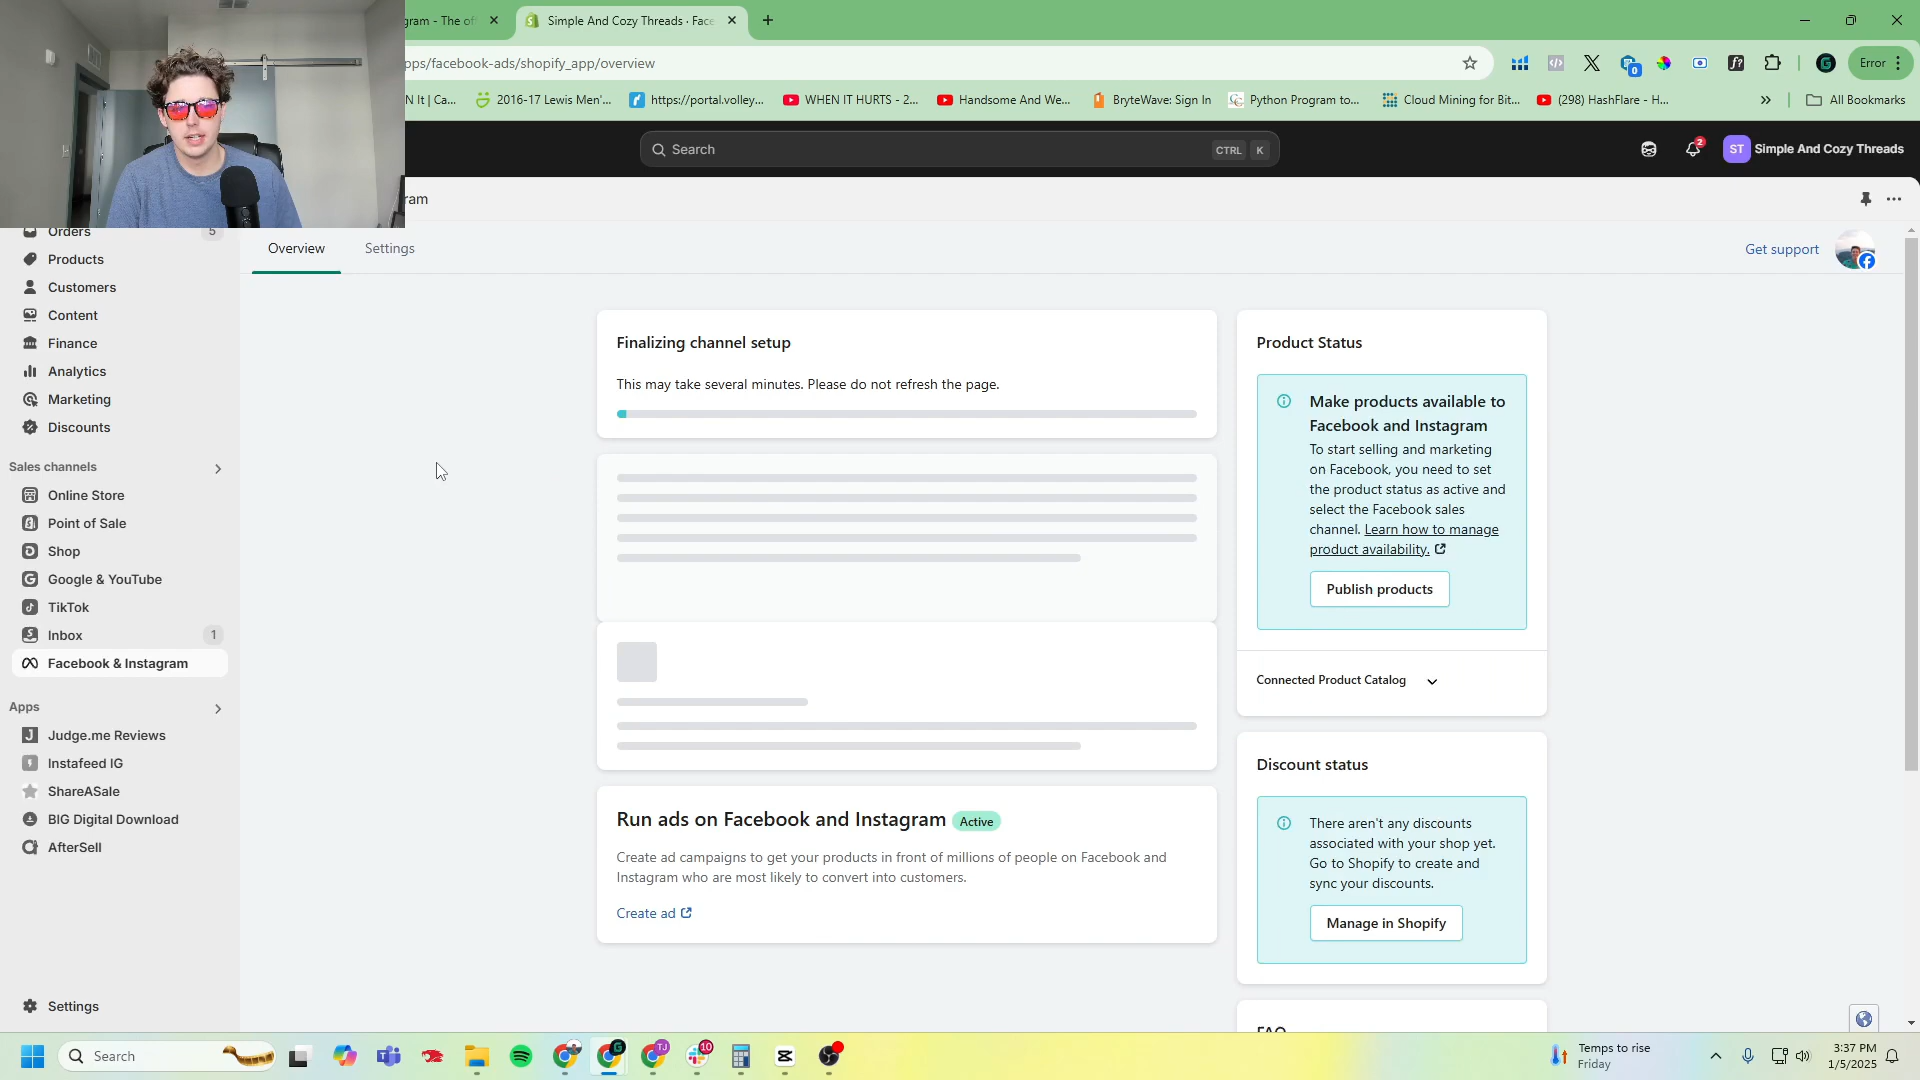 gram - The of
Simple And Cozy Threads · Face
pps/facebook-ads/shopify_app/overview
Error
N It | Ca...
2016-17 Lewis Men'...
https://portal.volley...
WHEN IT HURTS - 2...
Handsome And We...
BryteWave: Sign In
Python Program to...
Cloud Mining for Bit...
(298) HashFlare - H...
All Bookmarks
Search
CTRL K
2
ST
Simple And Cozy Threads
ram
Orders 5
Products
Customers
Content
Finance
Analytics
Marketing
Discounts
Sales channels
Online Store
Point of Sale
Shop
Google & YouTube
TikTok
Inbox 1
Facebook & Instagram
Apps
Judge.me Reviews
Instafeed IG
ShareASale
BIG Digital Download
AfterSell
Settings
Overview
Settings
Get support
Finalizing channel setup
This may take several minutes. Please do not refresh the page.
Run ads on Facebook and Instagram Active
Create ad campaigns to get your products in front of millions of people on Facebook and
Instagram who are most likely to convert into customers.
Create ad
Product Status
Make products available to
Facebook and Instagram
To start selling and marketing
on Facebook, you need to set
the product status as active and
select the Facebook sales
channel. Learn how to manage
product availability.
Publish products
Connected Product Catalog
Discount status
There aren't any discounts
associated with your shop yet.
Go to Shopify to create and
sync your discounts.
Manage in Shopify
FAQ
Search
TJ
10
Temps to rise
Friday
3:37 PM
1/5/2025